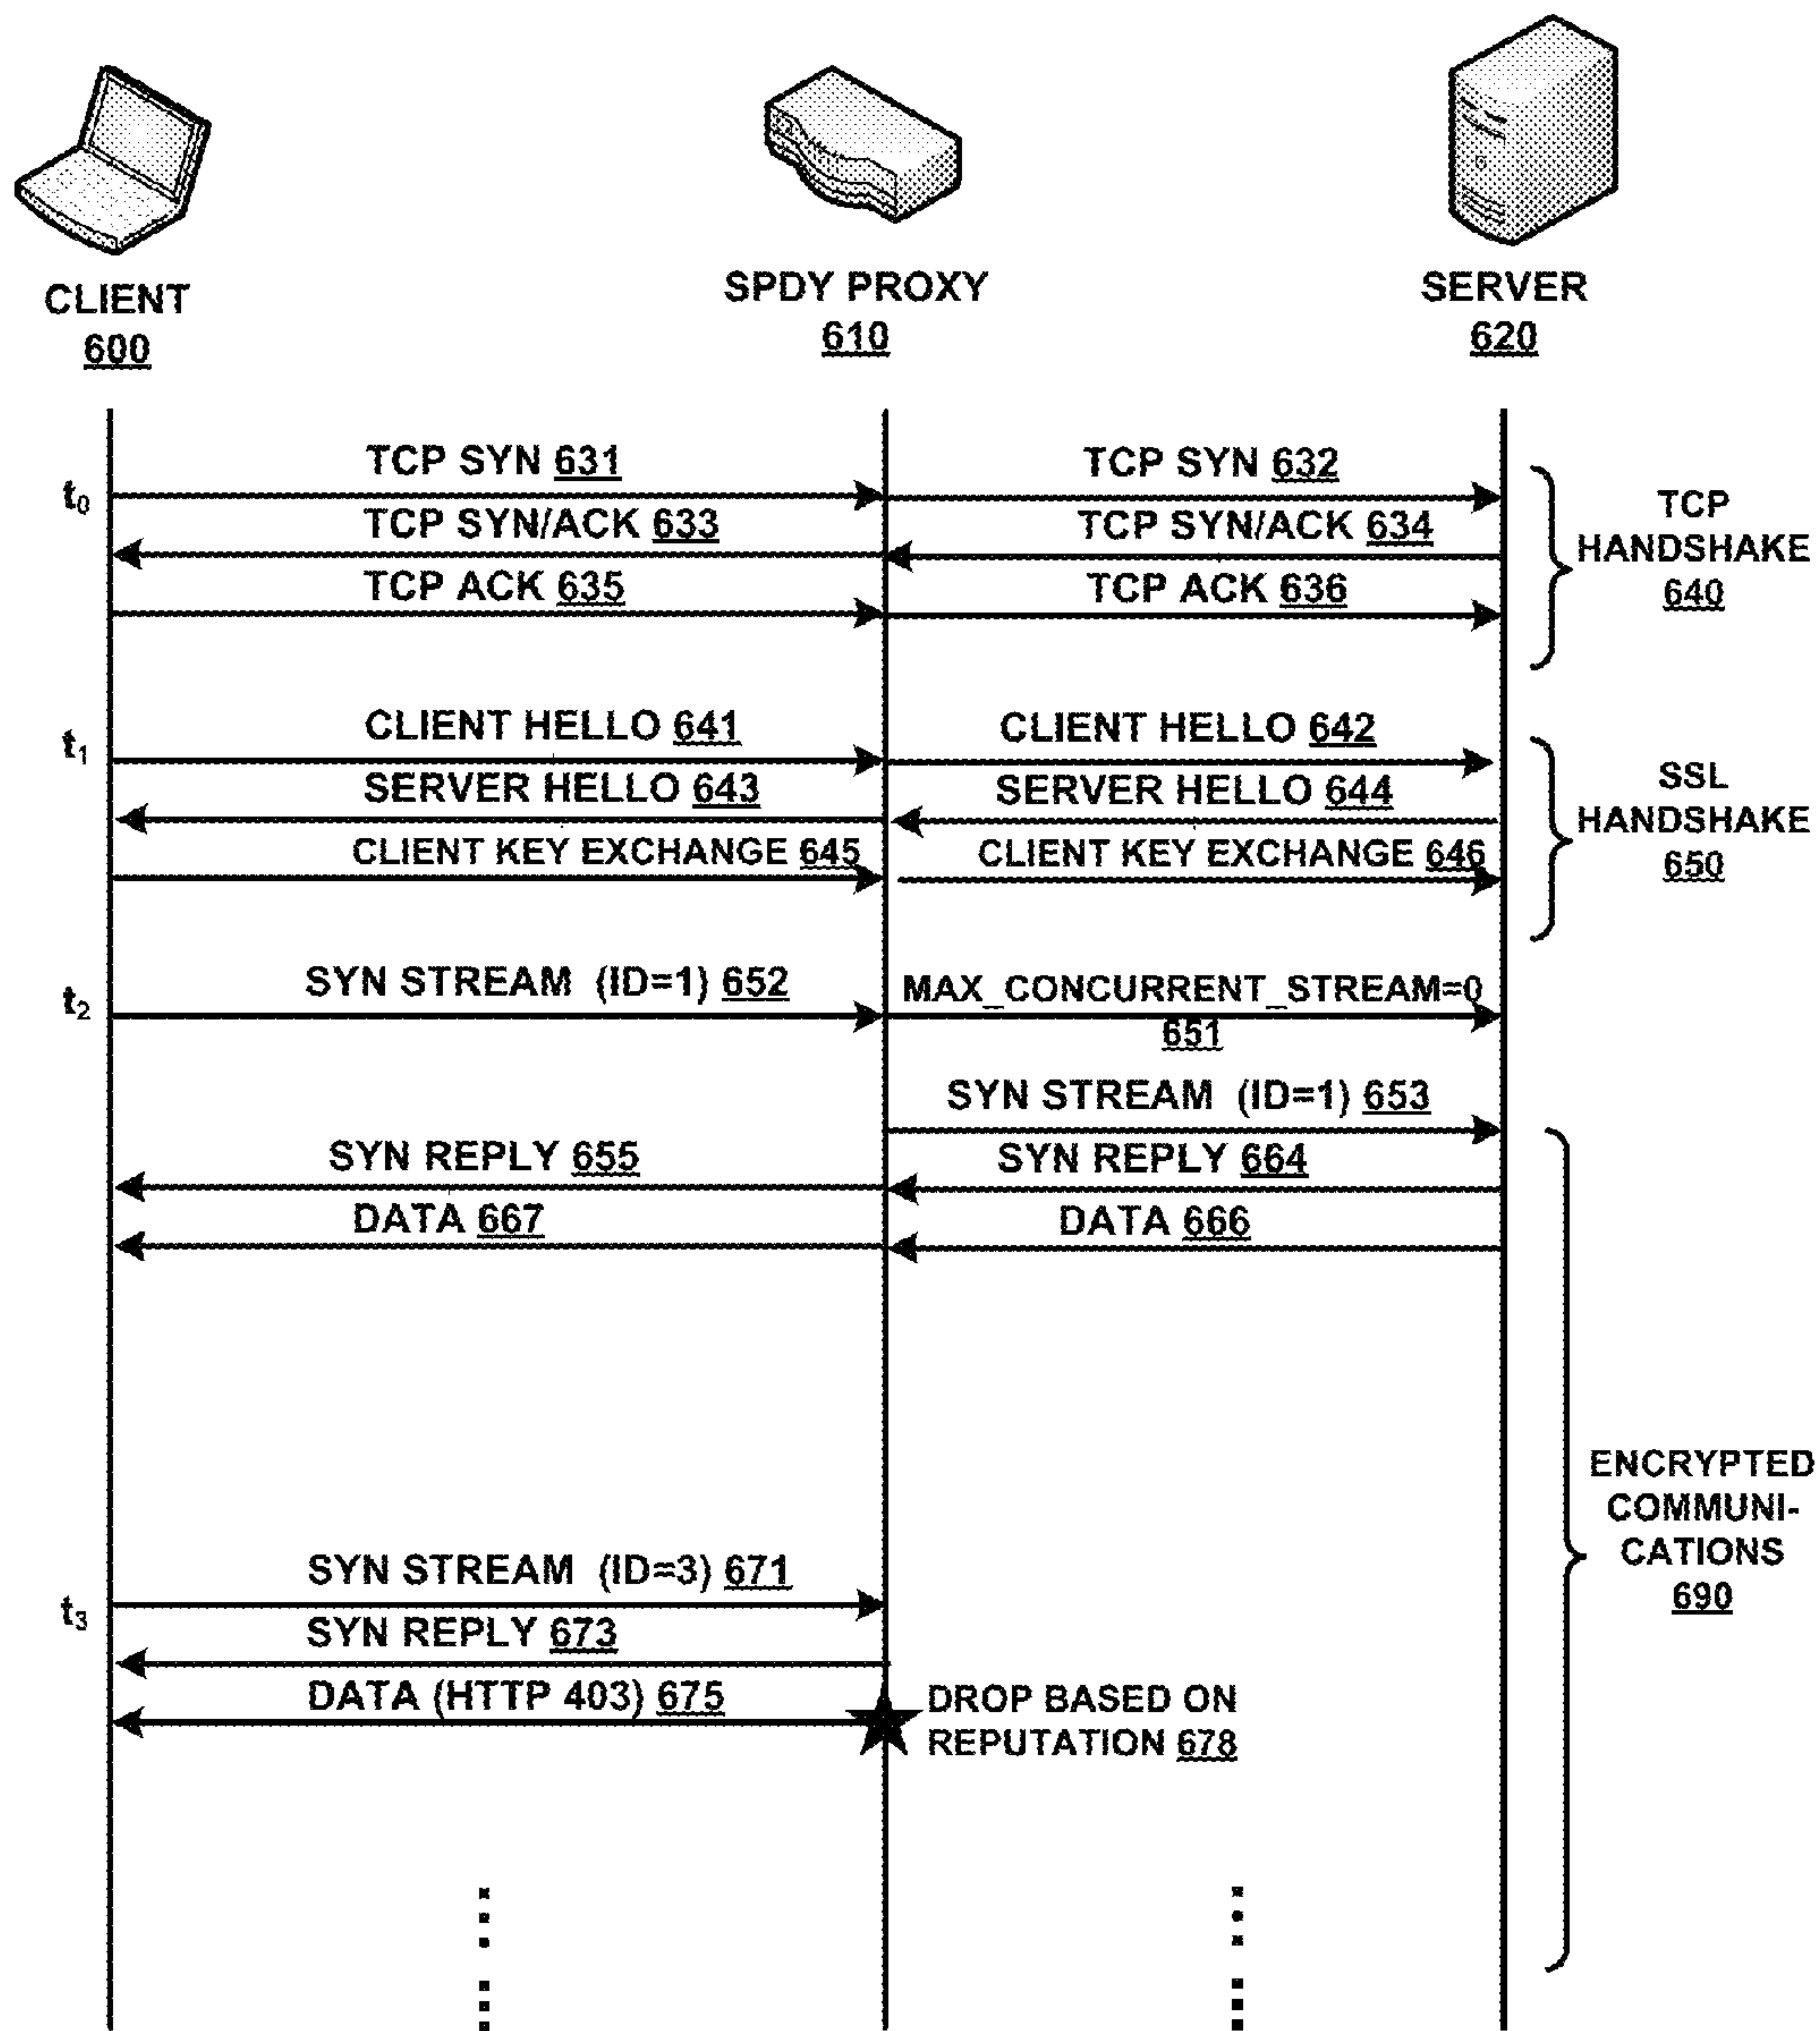 CLIENT
600
SPDY PROXY
610
SERVER
620
t0
TCP SYN 631
TCP SYN 632
TCP SYN/ACK 633
TCP SYN/ACK 634
TCP ACK 635
TCP ACK 636
TCP
HANDSHAKE
640
t1
CLIENT HELLO 641
CLIENT HELLO 642
SERVER HELLO 643
SERVER HELLO 644
CLIENT KEY EXCHANGE 645
CLIENT KEY EXCHANGE 646
SSL
HANDSHAKE
650
t2
SYN STREAM (ID=1) 652
MAX_CONCURRENT_STREAM=0
651
SYN STREAM (ID=1) 653
SYN REPLY 655
SYN REPLY 664
DATA 667
DATA 666
ENCRYPTED
COMMUNI-
CATIONS
690
t3
SYN STREAM (ID=3) 671
SYN REPLY 673
DATA (HTTP 403) 675
DROP BASED ON
REPUTATION 678